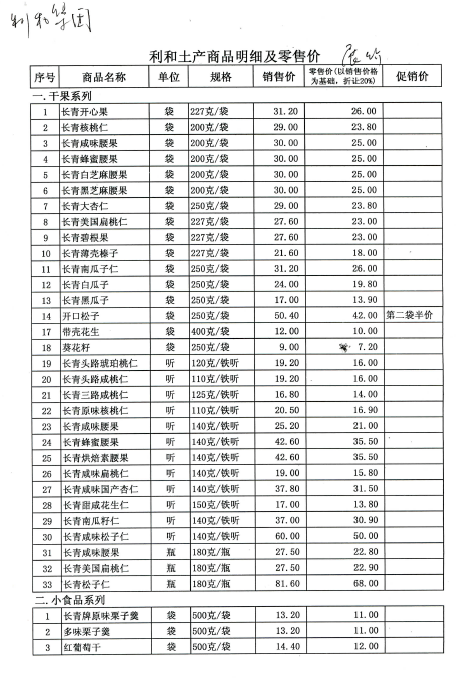 利和集团
利和土产商品明细及零售价
序号 商品名称 单位 规格 销售价 零售价(以销售价格为基础,折让20%) 促销价
一.干果系列
1 长青开心果 袋 227克/袋 31.20 26.00
2 长青核桃仁 袋 200克/袋 29.00 23.80
3 长青咸味腰果 袋 200克/袋 30.00 25.00
4 长青蜂蜜腰果 袋 200克/袋 30.00 25.00
5 长青白芝麻腰果 袋 200克/袋 30.00 25.00
6 长青黑芝麻腰果 袋 200克/袋 30.00 25.00
7 长青大杏仁 袋 250克/袋 29.00 23.80
8 长青美国扁桃仁 袋 227克/袋 27.60 23.00
9 长青碧根果 袋 227克/袋 27.60 23.00
10 长青薄壳榛子 袋 227克/袋 21.60 18.00
11 长青南瓜子仁 袋 250克/袋 31.20 26.00
12 长青白瓜子 袋 250克/袋 24.00 19.80
13 长青黑瓜子 袋 250克/袋 17.00 13.90
14 开口松子 袋 250克/袋 50.40 42.00 第二袋半价
17 带壳花生 袋 400克/袋 12.00 10.00
18 葵花籽 袋 250克/袋 9.00 7.20
19 长青头路琥珀桃仁 听 120克/铁听 19.20 16.00
20 长青头路咸桃仁 听 110克/铁听 19.20 16.00
21 长青三路咸桃仁 听 125克/铁听 16.80 14.00
22 长青原味核桃仁 听 110克/铁听 20.50 16.90
23 长青咸味腰果 听 140克/铁听 25.20 21.00
24 长青蜂蜜腰果 听 140克/铁听 42.60 35.50
25 长青烘焙素腰果 听 140克/铁听 42.60 35.50
26 长青咸味扁桃仁 听 140克/铁听 19.00 15.80
27 长青咸味国产杏仁 听 140克/铁听 37.80 31.50
28 长青甜咸花生仁 听 150克/铁听 17.00 13.80
29 长青南瓜籽仁 听 140克/铁听 37.00 30.90
30 长青咸味松子仁 听 140克/铁听 60.00 50.00
31 长青咸味腰果 瓶 180克/瓶 27.50 22.80
32 长青美国扁桃仁 瓶 180克/瓶 27.50 22.90
33 长青松子仁 瓶 180克/瓶 81.60 68.00
二.小食品系列
1 长青牌原味栗子羹 袋 500克/袋 13.20 11.00
2 多味栗子羹 袋 500克/袋 13.20 11.00
3 红葡萄干 袋 500克/袋 14.40 12.00